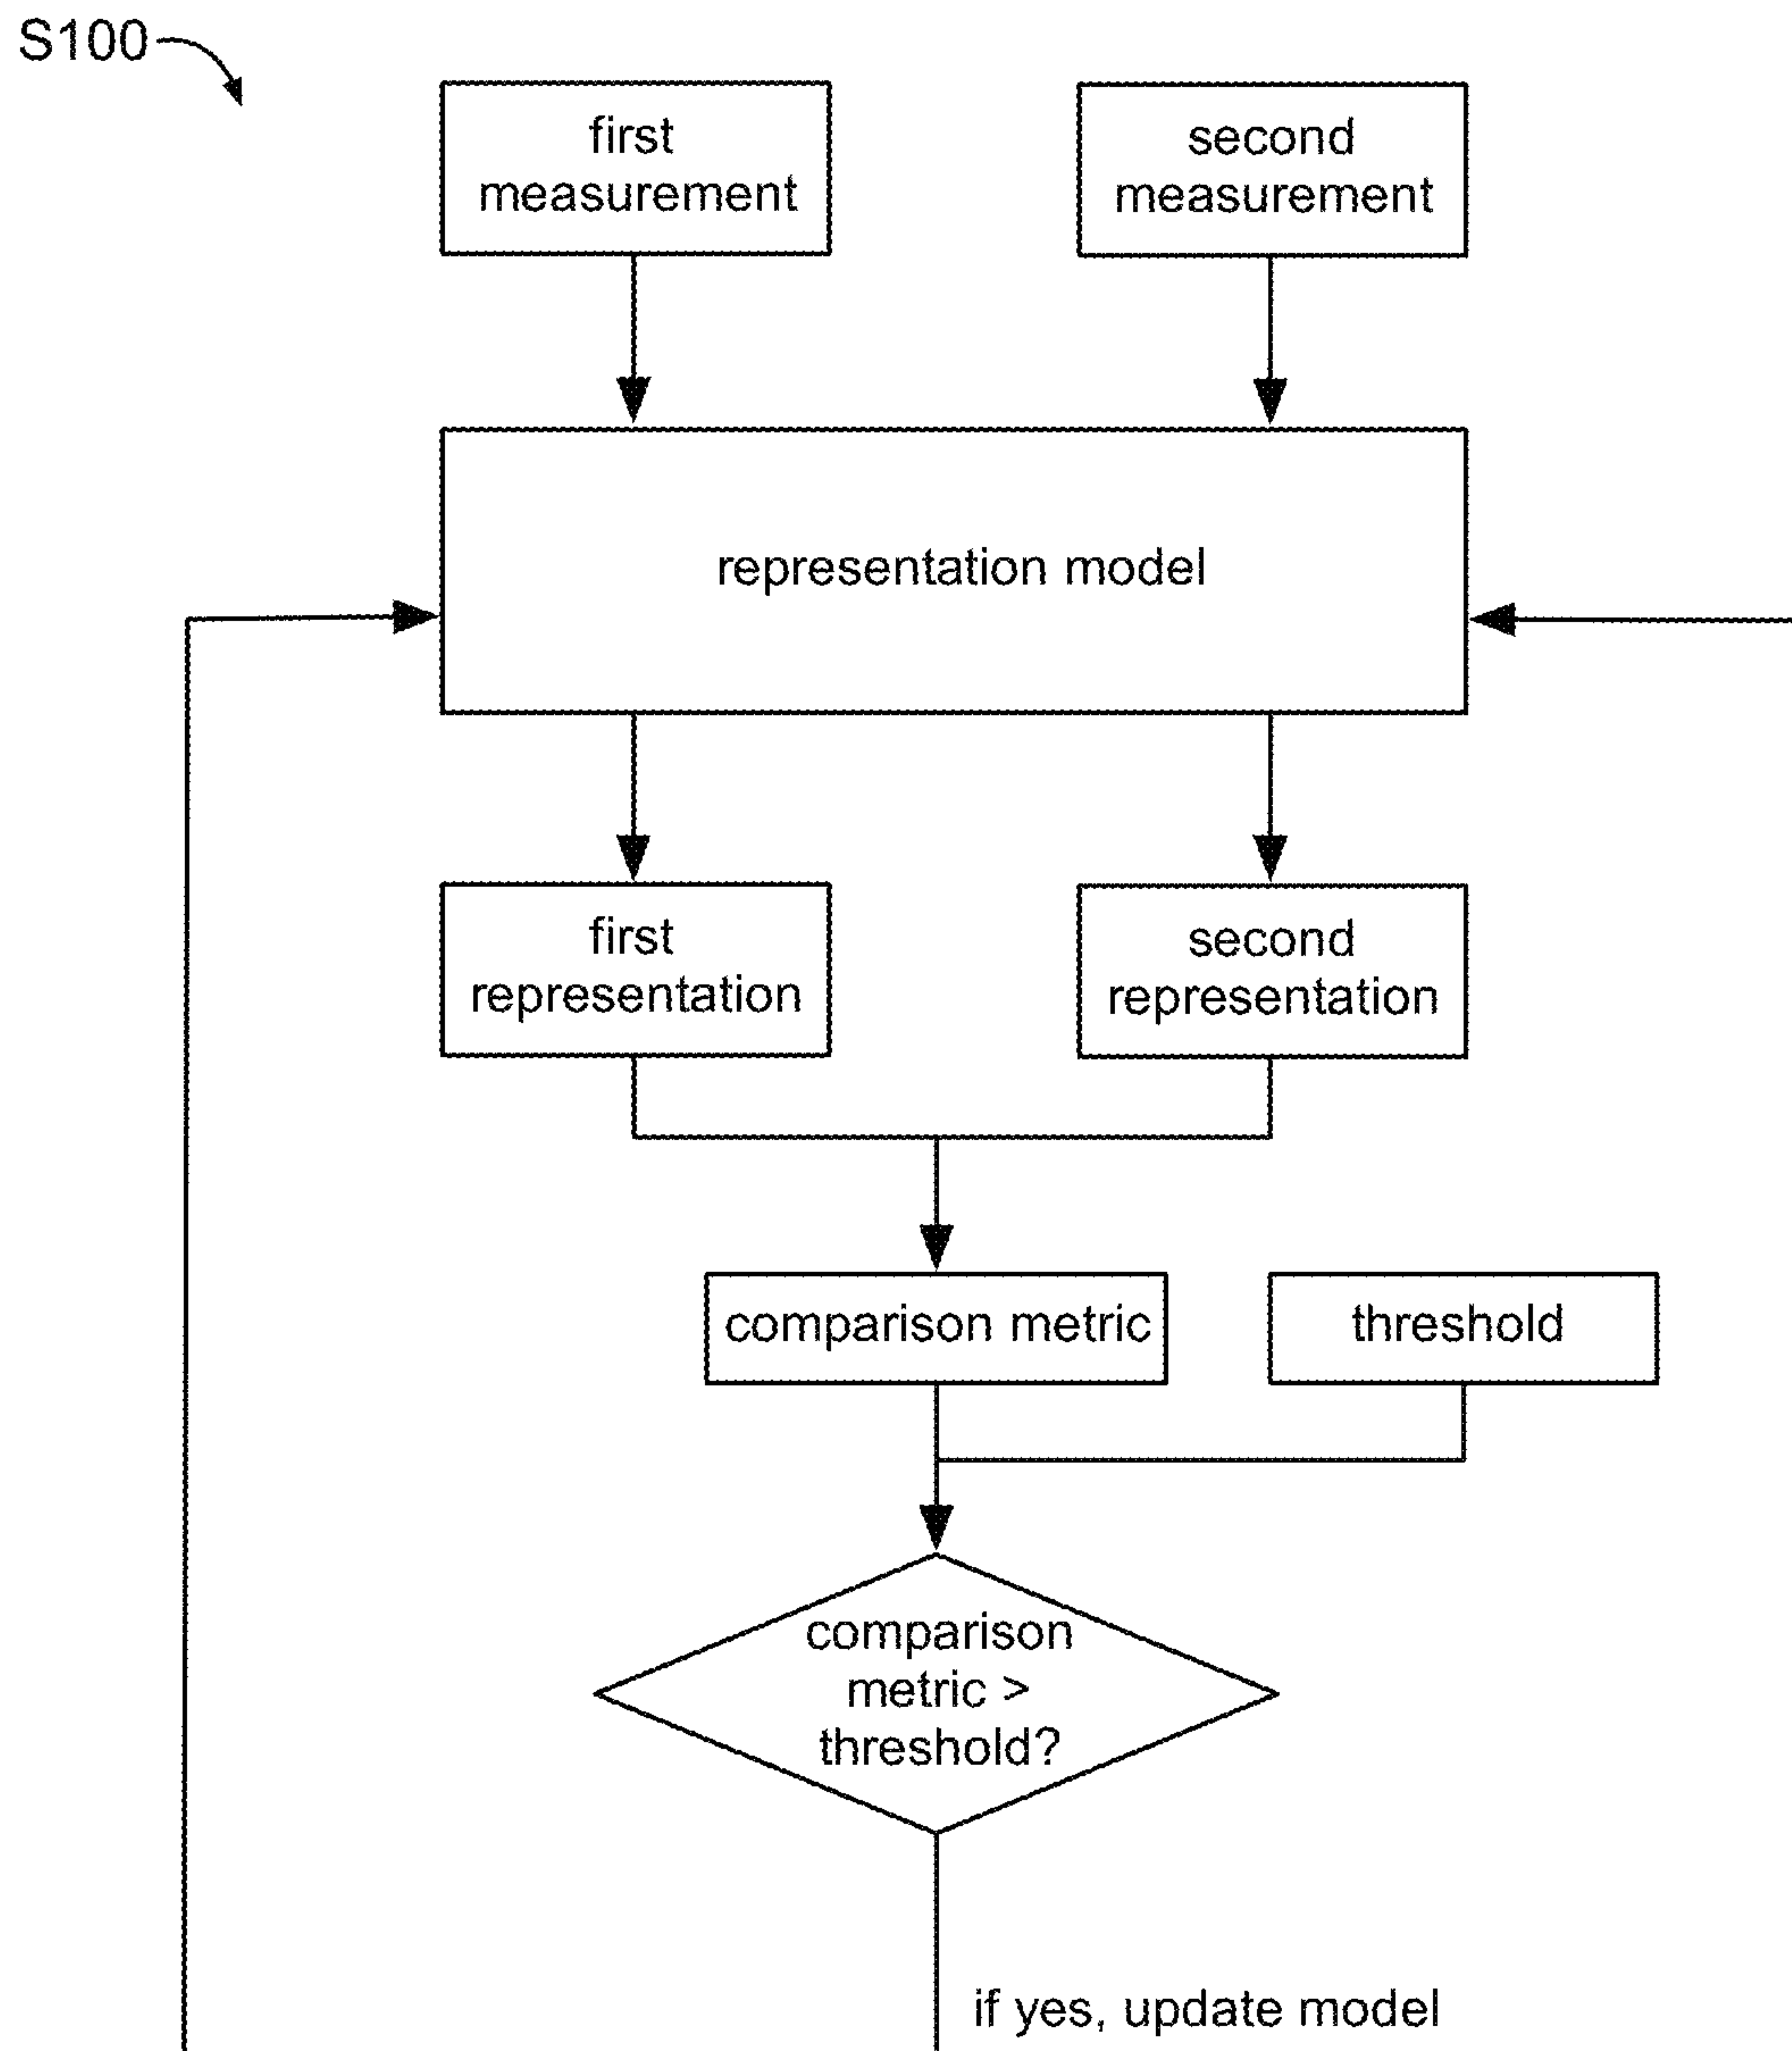 S100
first
measurement
second
measurement
representation model
first
representation
second
representation
comparison metric
threshold
comparison
metric >
threshold?
if yes, update model